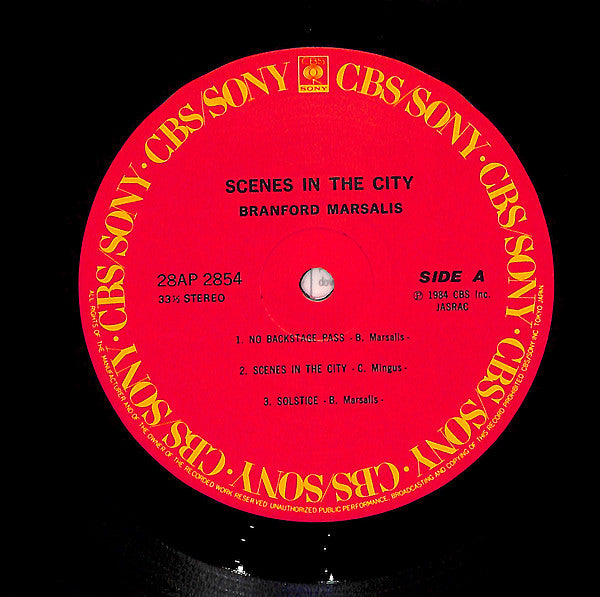 CBS/SONY · CBS/SONY · CBS/SONY · CBS/SONY · CBS/SONY · CBS/SONY · CBS/SONY · CBS/SONY
CBS
SONY
SCENES IN THE CITY
BRANFORD MARSALIS
28AP 2854
33⅓ STEREO
SIDE A
Ⓟ 1984 CBS Inc.
JASRAC
1. NO BACKSTAGE PASS - B. Marsalis -
2. SCENES IN THE CITY - C. Mingus -
3. SOLSTICE - B. Marsalis -
ALL RIGHTS OF THE MANUFACTURER AND OF THE OWNER OF THE RECORDED WORK RESERVED UNAUTHORIZED PUBLIC PERFORMANCE, BROADCASTING AND COPYING OF THIS RECORD PROHIBITED CBS/SONY INC TOKYO JAPAN